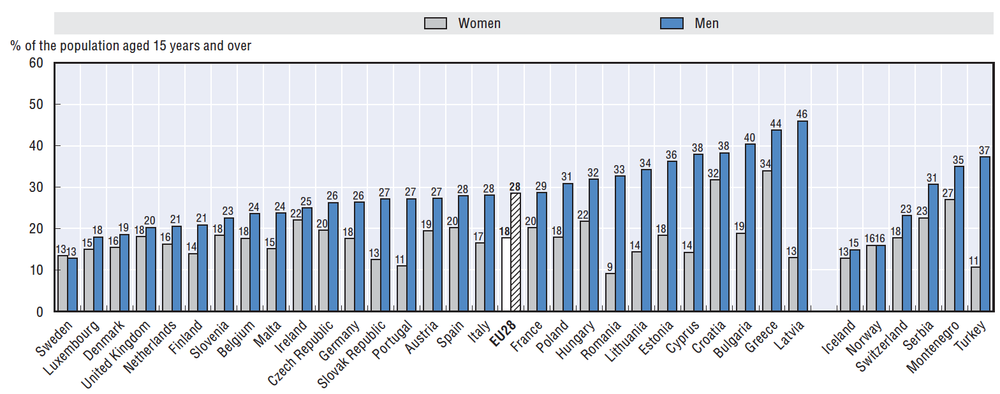 Women Men
% of the population aged 15 years and over
60
50
40
30
20
10
0
13 13 15 18 16 19 18 20 16 21 14 21 18 23 18 24 15 24 22 25 20 26 18 26 13 27 11 27 19 27 20 28 17 28 18 28 20 29 18 31 22 32 9 33 14 34 18 36 14 38 32 38 19 40 34 44 13 46 13 15 16 16 18 23 23 31 27 35 11 37
Sweden
Luxembourg
Denmark
United Kingdom
Netherlands
Finland
Slovenia
Belgium
Malta
Ireland
Czech Republic
Germany
Slovak Republic
Portugal
Austria
Spain
Italy
EU28
France
Poland
Hungary
Romania
Lithuania
Estonia
Cyprus
Croatia
Bulgaria
Greece
Latvia
Iceland
Norway
Switzerland
Serbia
Montenegro
Turkey